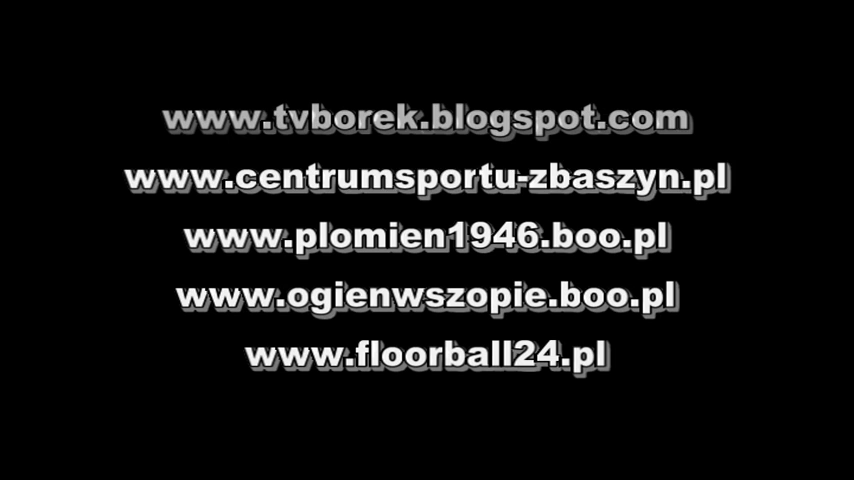 www.tvborek.blogspot.com
www.centrumsportu-zbaszyn.pl
www.plomien1946.boo.pl
www.ogienwszopie.boo.pl
www.floorball24.pl